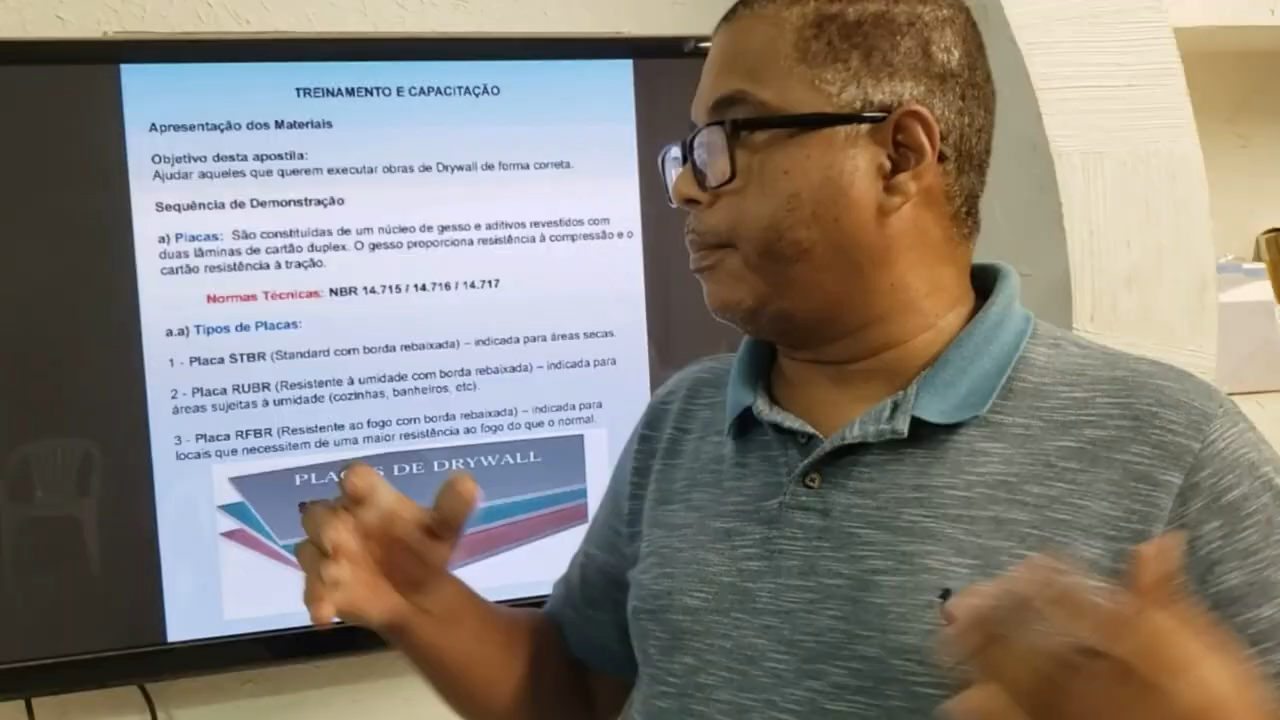 TREINAMENTO E CAPACITAÇÃO
Apresentação dos Materiais
Objetivo desta apostila:
Ajudar aqueles que querem executar obras de Drywall de forma correta.
Sequência de Demonstração
a) Placas: São constituídas de um núcleo de gesso e aditivos revestidos com
duas lâminas de cartão duplex. O gesso proporciona resistência à compressão e o
cartão resistência à tração.
Normas Técnicas: NBR 14.715 / 14.716 / 14.717
a.a) Tipos de Placas:
1 - Placa STBR (Standard com borda rebaixada) – indicada para áreas secas.
2 - Placa RUBR (Resistente à umidade com borda rebaixada) – indicada para
áreas sujeitas à umidade (cozinhas, banheiros, etc).
3 - Placa RFBR (Resistente ao fogo com borda rebaixada) – indicada para
locais que necessitem de uma maior resistência ao fogo do que o normal.
PLACAS DE DRYWALL